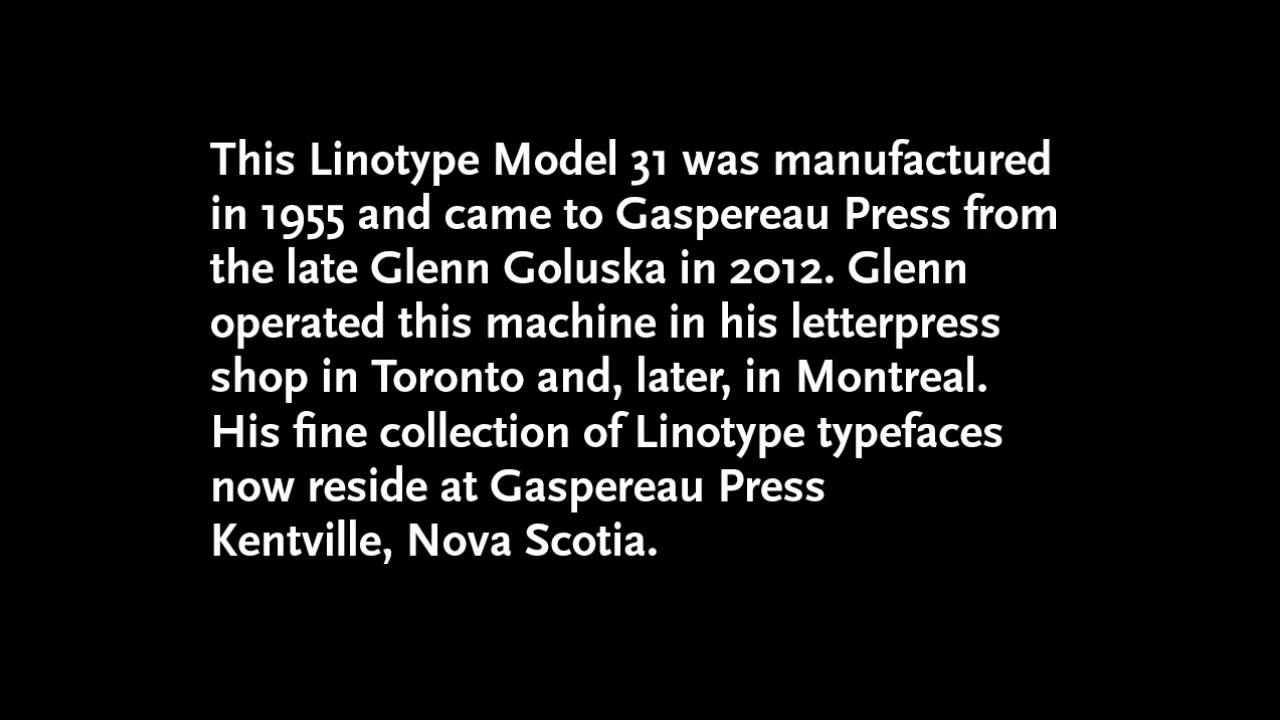 This Linotype Model 31 was manufactured
in 1955 and came to Gaspereau Press from
the late Glenn Goluska in 2012. Glenn
operated this machine in his letterpress
shop in Toronto and, later, in Montreal.
His fine collection of Linotype typefaces
now reside at Gaspereau Press
Kentville, Nova Scotia.